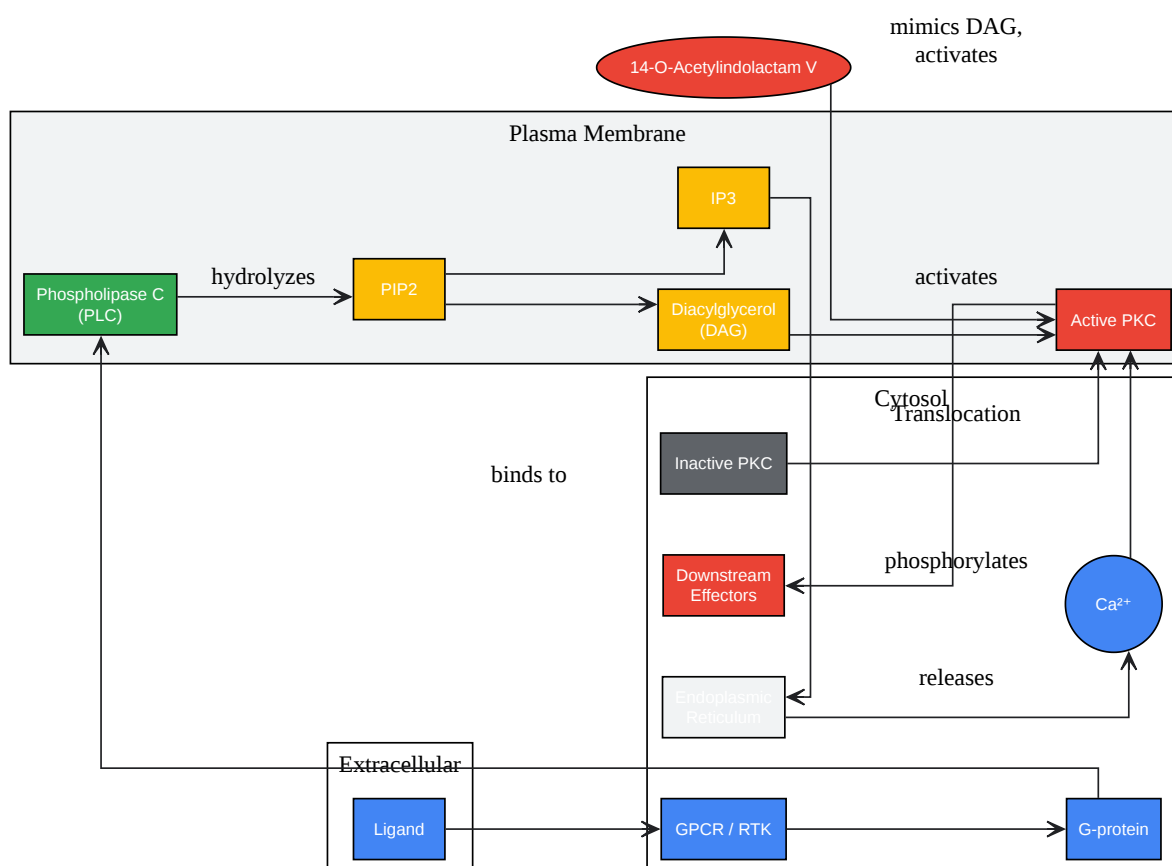 mimics DAG,
activates
14-O-Acetylindolactam V
Plasma Membrane
IP3
hydrolyzes
activates
Phospholipase C
(PLC)
PIP2
Diacylglycerol
(DAG)
Active PKC
Cytosol
Translocation
Inactive PKC
binds to
phosphorylates
Downstream
Effectors
Ca²⁺
releases
Endoplasmic
Reticulum
Extracellular
Ligand
GPCR / RTK
G-protein